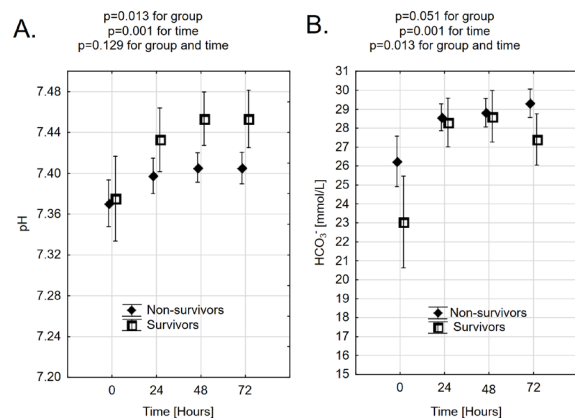 A.
p=0.013 for group
p=0.001 for time
p=0.129 for group and time
7.48
7.44
7.40
7.36
7.32
7.28
7.24
7.20
pH
Non-survivors
Survivors
0 24 48 72
Time [Hours]
B.
p=0.051 for group
p=0.001 for time
p=0.013 for group and time
31
30
29
28
27
26
25
24
23
22
21
20
19
18
17
16
15
HCO₃⁻ [mmol/L]
Non-survivors
Survivors
0 24 48 72
Time [Hours]